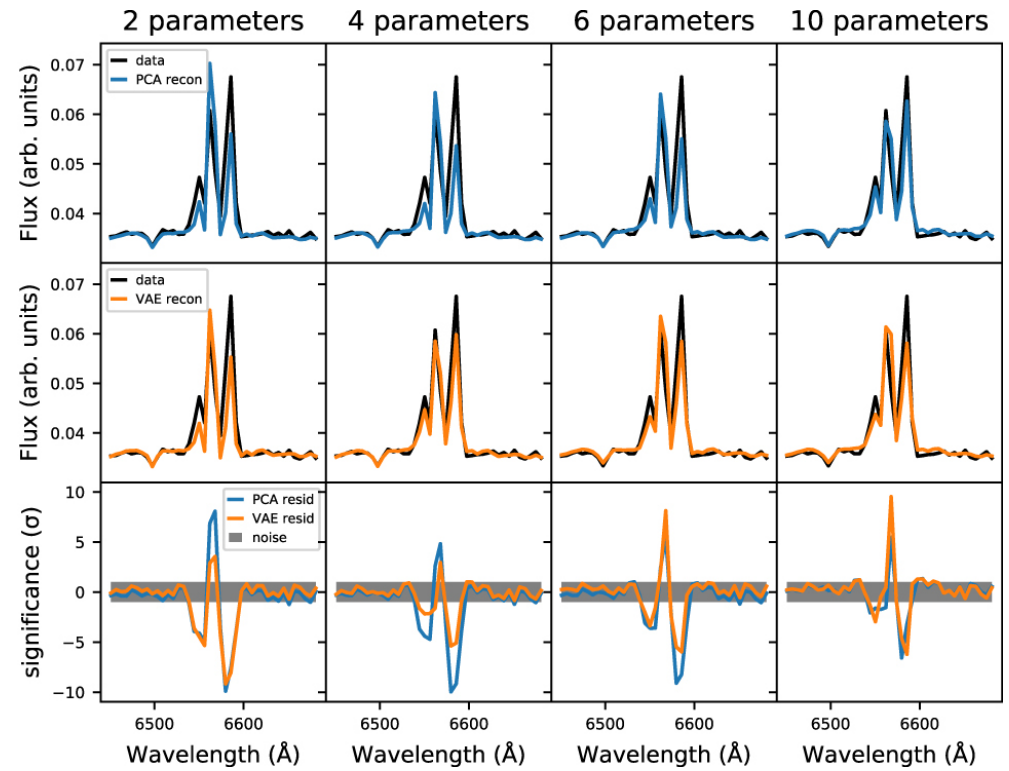 2 parameters 4 parameters 6 parameters 10 parameters
Flux (arb. units)
0.07
0.06
0.05
0.04
data
PCA recon
Flux (arb. units)
0.07
0.06
0.05
0.04
data
VAE recon
significance (σ)
10
5
0
−5
−10
PCA resid
VAE resid
noise
6500 6600 6500 6600 6500 6600 6500 6600
Wavelength (Å) Wavelength (Å) Wavelength (Å) Wavelength (Å)